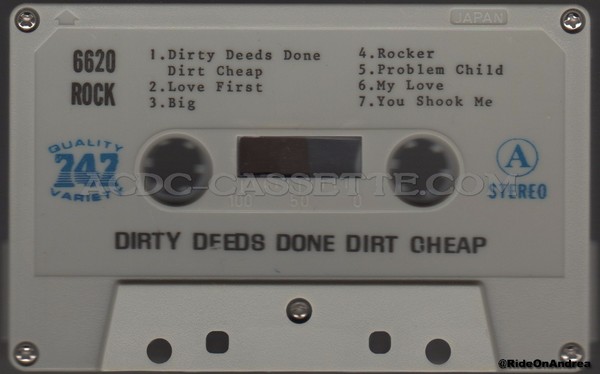 JAPAN
6620
ROCK
1.Dirty Deeds Done
Dirt Cheap
2.Love First
3.Big
4.Rocker
5.Problem Child
6.My Love
7.You Shook Me
QUALITY
747
VARIETY
A
STEREO
ACDC-CASSETTE.COM
100 50 0
DIRTY DEEDS DONE DIRT CHEAP
@RideOnAndrea